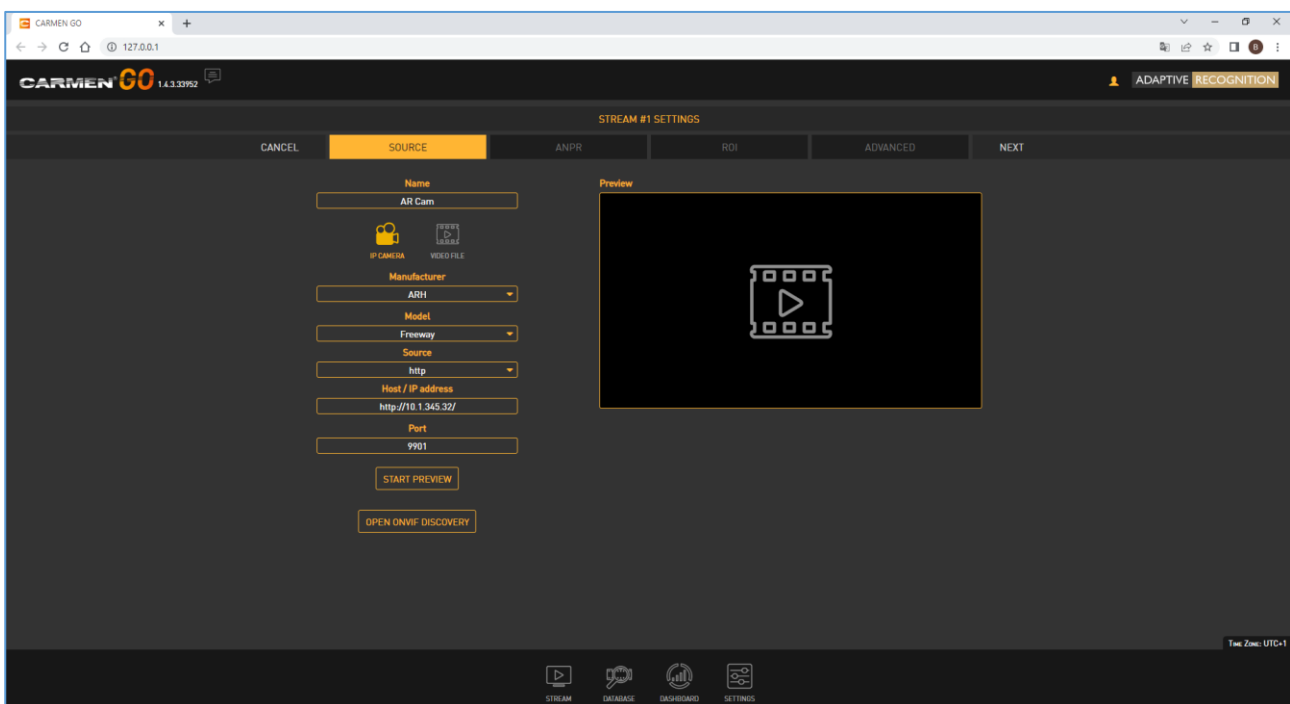 CARMEN GO
127.0.0.1
B
CARMEN GO 1.4.3.33952
ADAPTIVE RECOGNITION
STREAM #1 SETTINGS
CANCEL SOURCE ANPR ROI ADVANCED NEXT
Name
AR Cam
IP CAMERA VIDEO FILE
Manufacturer
ARH
Model
Freeway
Source
http
Host / IP address
http://10.1.345.32/
Port
9901
START PREVIEW
OPEN ONVIF DISCOVERY
Preview
TIME ZONE: UTC+1
STREAM DATABASE DASHBOARD SETTINGS